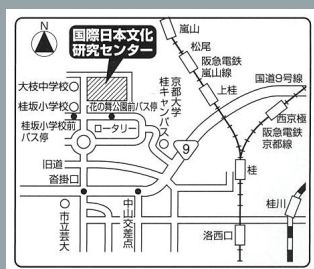 N
国際日本文化
研究センター
嵐山
松尾
阪急電鉄
嵐山線
上桂
国道9号線
大枝中学校
桂坂小学校
花の舞公園前バス停
桂坂小学校前
バス停
ロータリー
京都大学
桂キャンパス
9
西京極
阪急電鉄
京都線
旧道
沓掛口
桂
桂川
市立芸大
中山交差点
洛西口